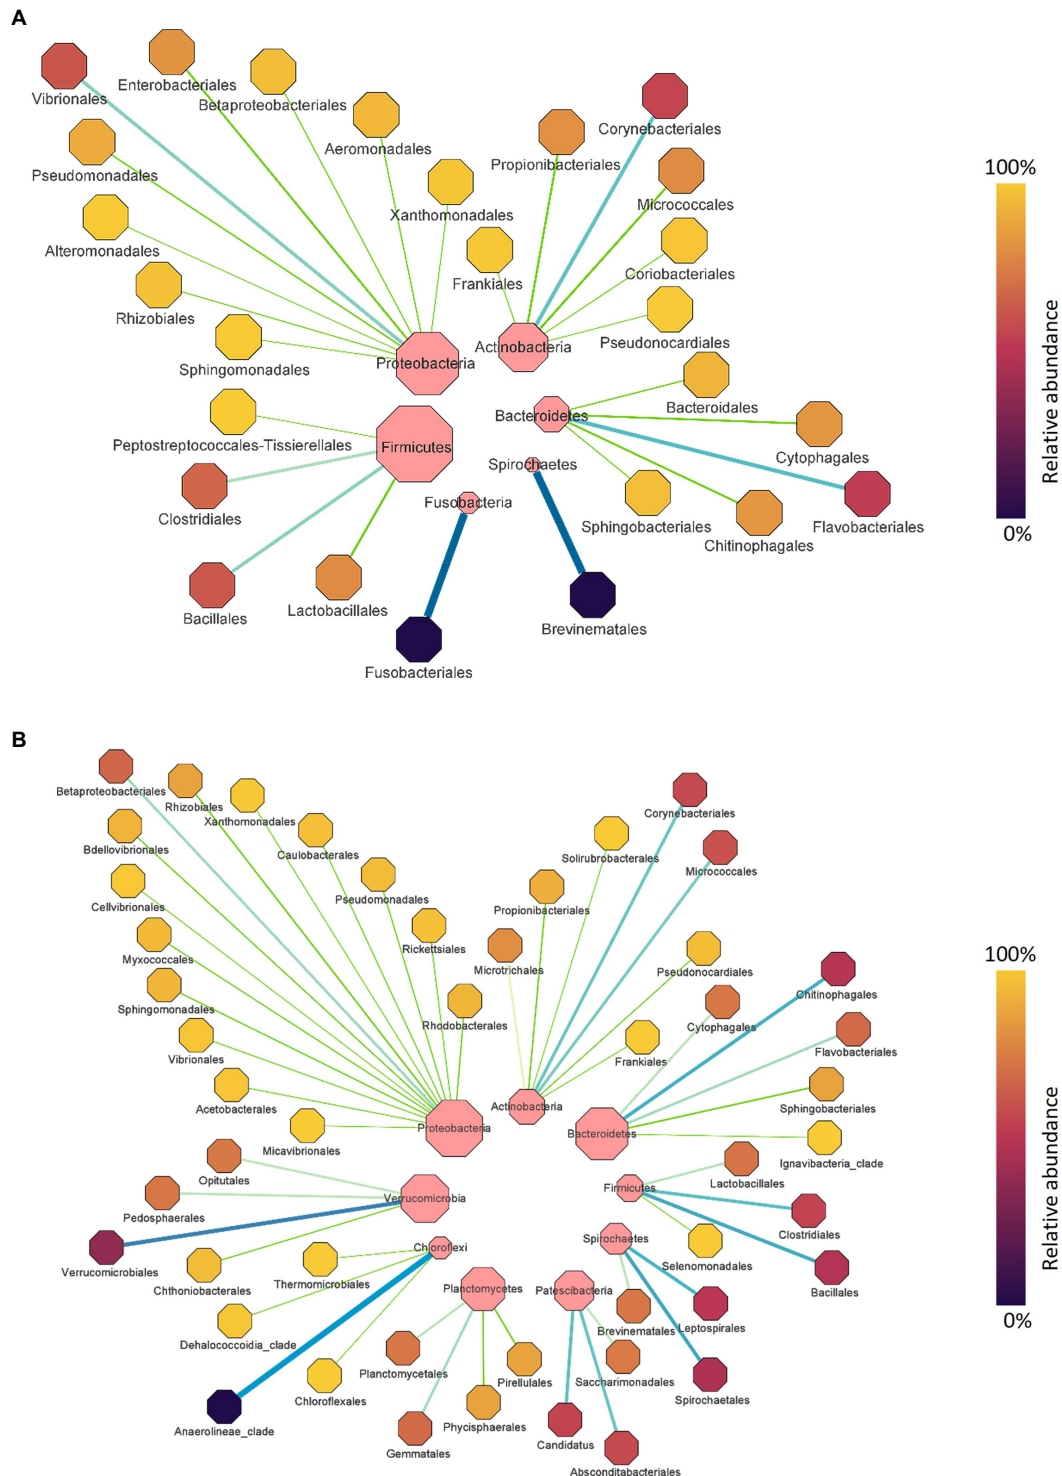 A
Vibrionales
Enterobacteriales
Betaproteobacteriales
Aeromonadales
Xanthomonadales
Pseudomonadales
Alteromonadales
Rhizobiales
Sphingomonadales
Peptostreptococcales-Tissierellales
Clostridiales
Bacillales
Lactobacillales
Fusobacteriales
Proteobacteria
Firmicutes
Fusobacteria
Frankiales
Propionibacteriales
Corynebacteriales
Micrococcales
Coriobacteriales
Pseudonocardiales
Actinobacteria
Bacteroidetes
Spirochaetes
Bacteroidales
Cytophagales
Flavobacteriales
Chitinophagales
Sphingobacteriales
Brevinematales
100%
Relative abundance
0%
B
Betaproteobacteriales
Rhizobiales
Xanthomonadales
Caulobacterales
Pseudomonadales
Rickettsiales
Rhodobacterales
Bdellovibrionales
Cellvibrionales
Myxococcales
Sphingomonadales
Vibrionales
Acetobacterales
Micavibrionales
Proteobacteria
Corynebacteriales
Solirubrobacterales
Micrococcales
Propionibacteriales
Microtrichales
Pseudonocardiales
Frankiales
Actinobacteria
Chitinophagales
Cytophagales
Flavobacteriales
Sphingobacteriales
Ignavibacteria_clade
Bacteroidetes
Opitutales
Pedosphaerales
Verrucomicrobiales
Chthoniobacterales
Verrucomicrobia
Chloroflexi
Thermomicrobiales
Dehalococcoidia_clade
Chloroflexales
Anaerolineae_clade
Firmicutes
Lactobacillales
Clostridiales
Selenomonadales
Bacillales
Spirochaetes
Brevinematales
Leptospirales
Spirochaetales
Planctomycetes
Planctomycetales
Gemmatales
Phycisphaerales
Pirellulales
Patescibacteria
Saccharimonadales
Candidatus
Absconditabacteriales
100%
Relative abundance
0%